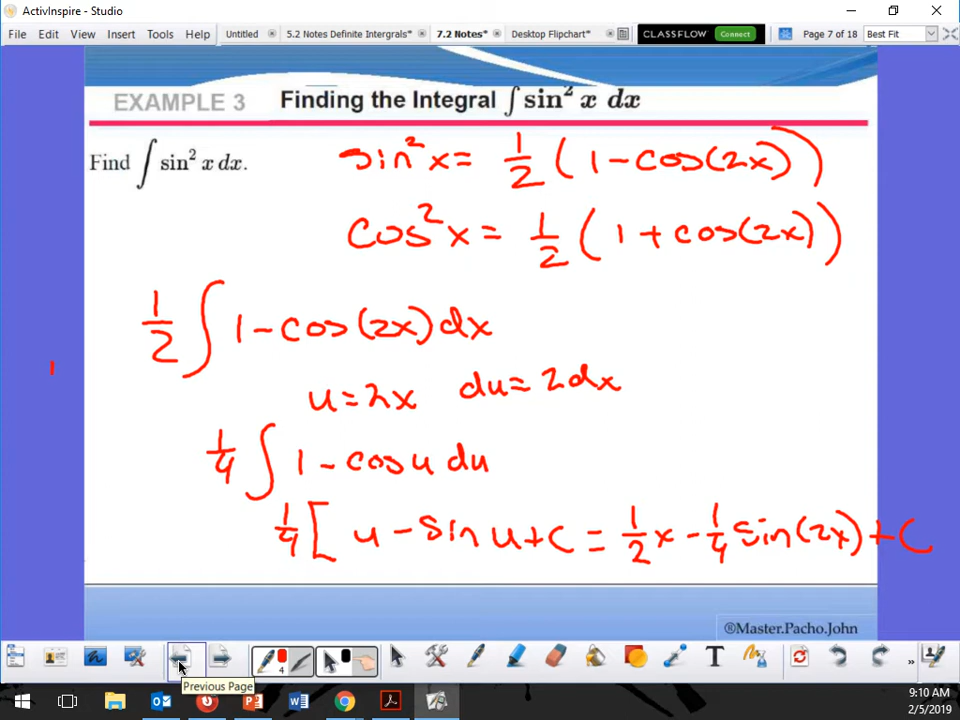 ActivInspire - Studio
File Edit View Insert Tools Help Untitled 5.2 Notes Definite Intergrals* 7.2 Notes* Desktop Flipchart* CLASSFLOW Connect Page 7 of 18 Best Fit
EXAMPLE 3 Finding the Integral ∫ sin² x dx
Find ∫ sin² x dx.
sin²x = 1/2 (1 - cos(2x))
cos²x = 1/2 (1 + cos(2x))
1/2 ∫ 1 - cos(2x) dx
u = 2x du = 2dx
1/4 ∫ 1 - cos u du
1/4 [ u - sin u + C = 1/2 x - 1/4 sin(2x) + C
®Master.Pacho.John
4
T
Previous Page
9:10 AM
2/5/2019